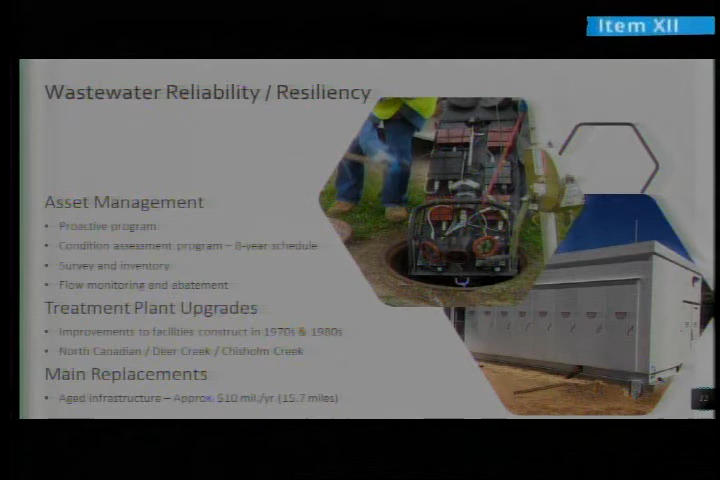 Item XII
Wastewater Reliability / Resiliency
Asset Management
• Proactive program
• Condition assessment program – 8-year schedule
• Survey and inventory
• Flow monitoring and abatement
Treatment Plant Upgrades
• Improvements to facilities construct in 1970s & 1980s
• North Canadian / Deer Creek / Chisholm Creek
Main Replacements
• Aged infrastructure – Approx. $10 mil./yr (15.7 miles)
12